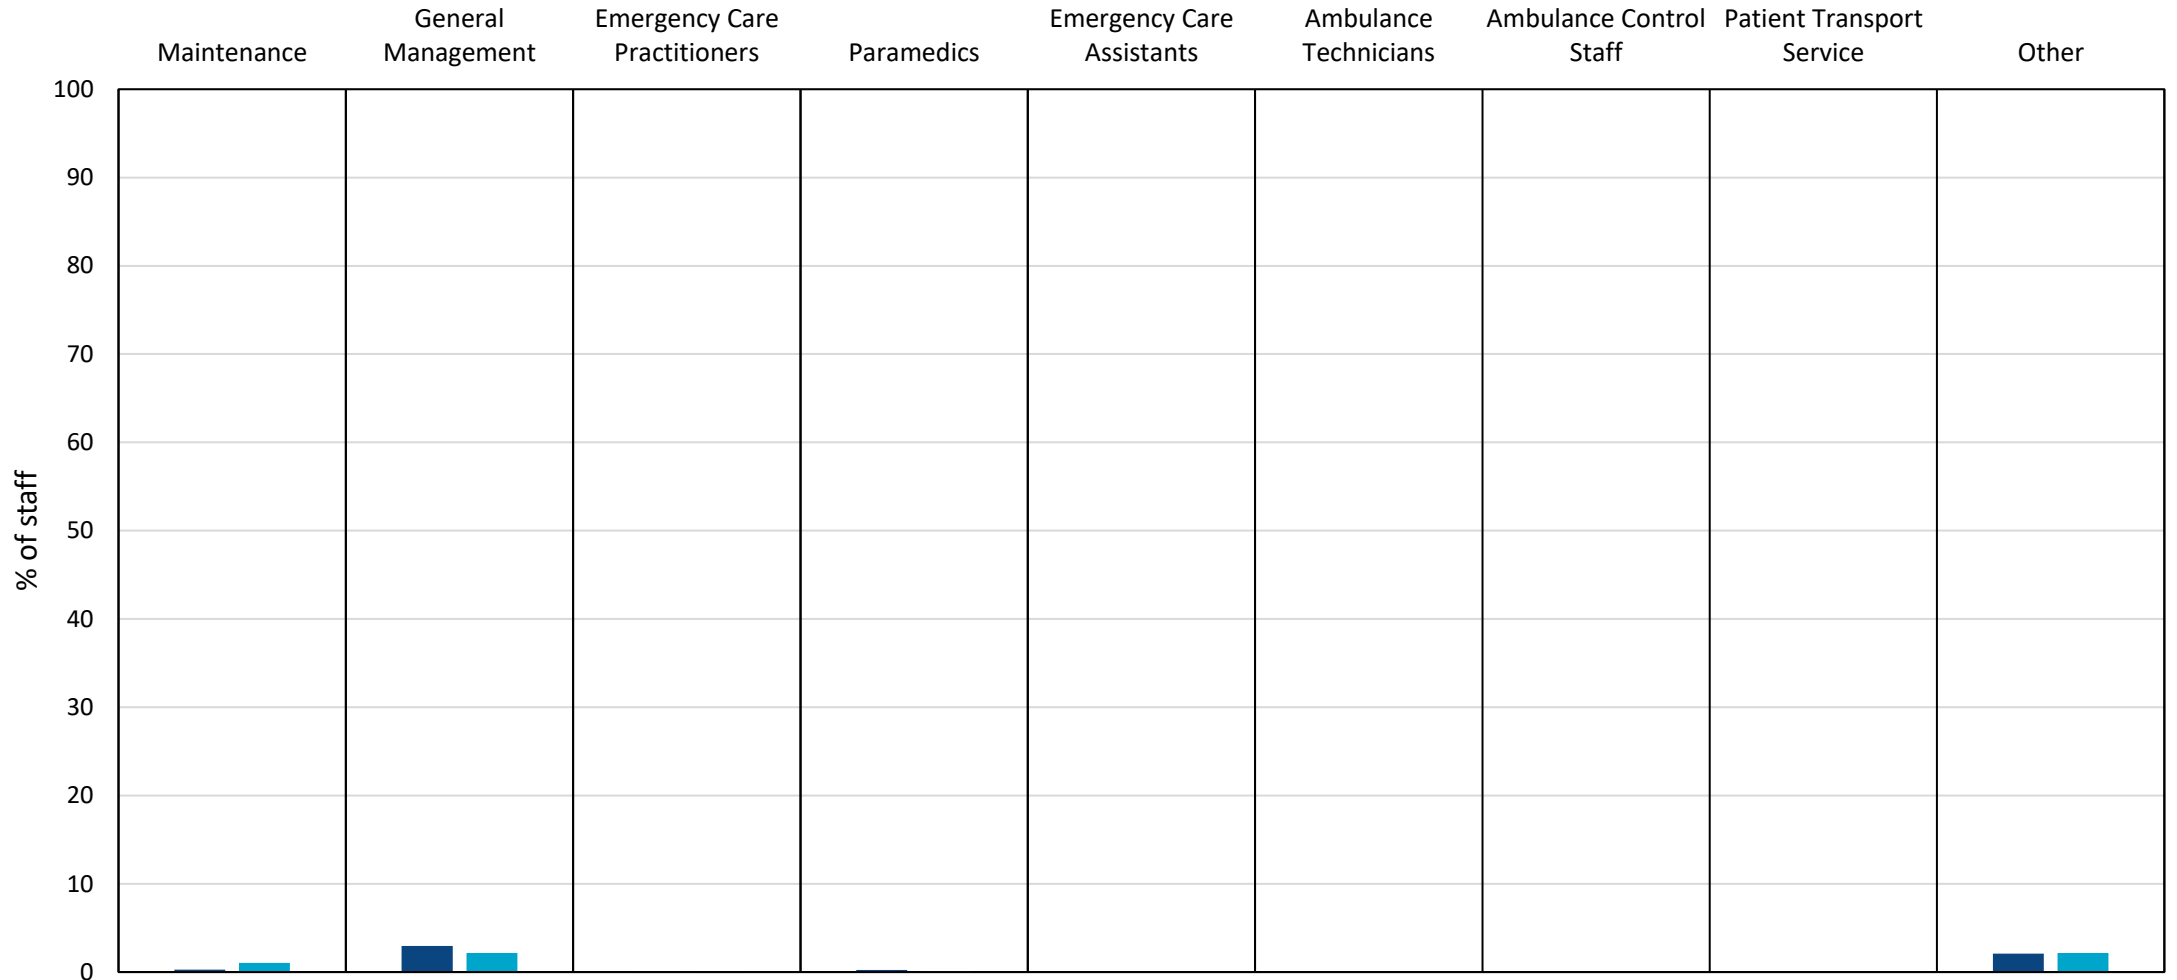 Maintenance
General
Management
Emergency Care
Practitioners
Paramedics
Emergency Care
Assistants
Ambulance
Technicians
Ambulance Control
Staff
Patient Transport
Service
Other
100
90
80
70
60
50
40
30
20
10
0
% of staff